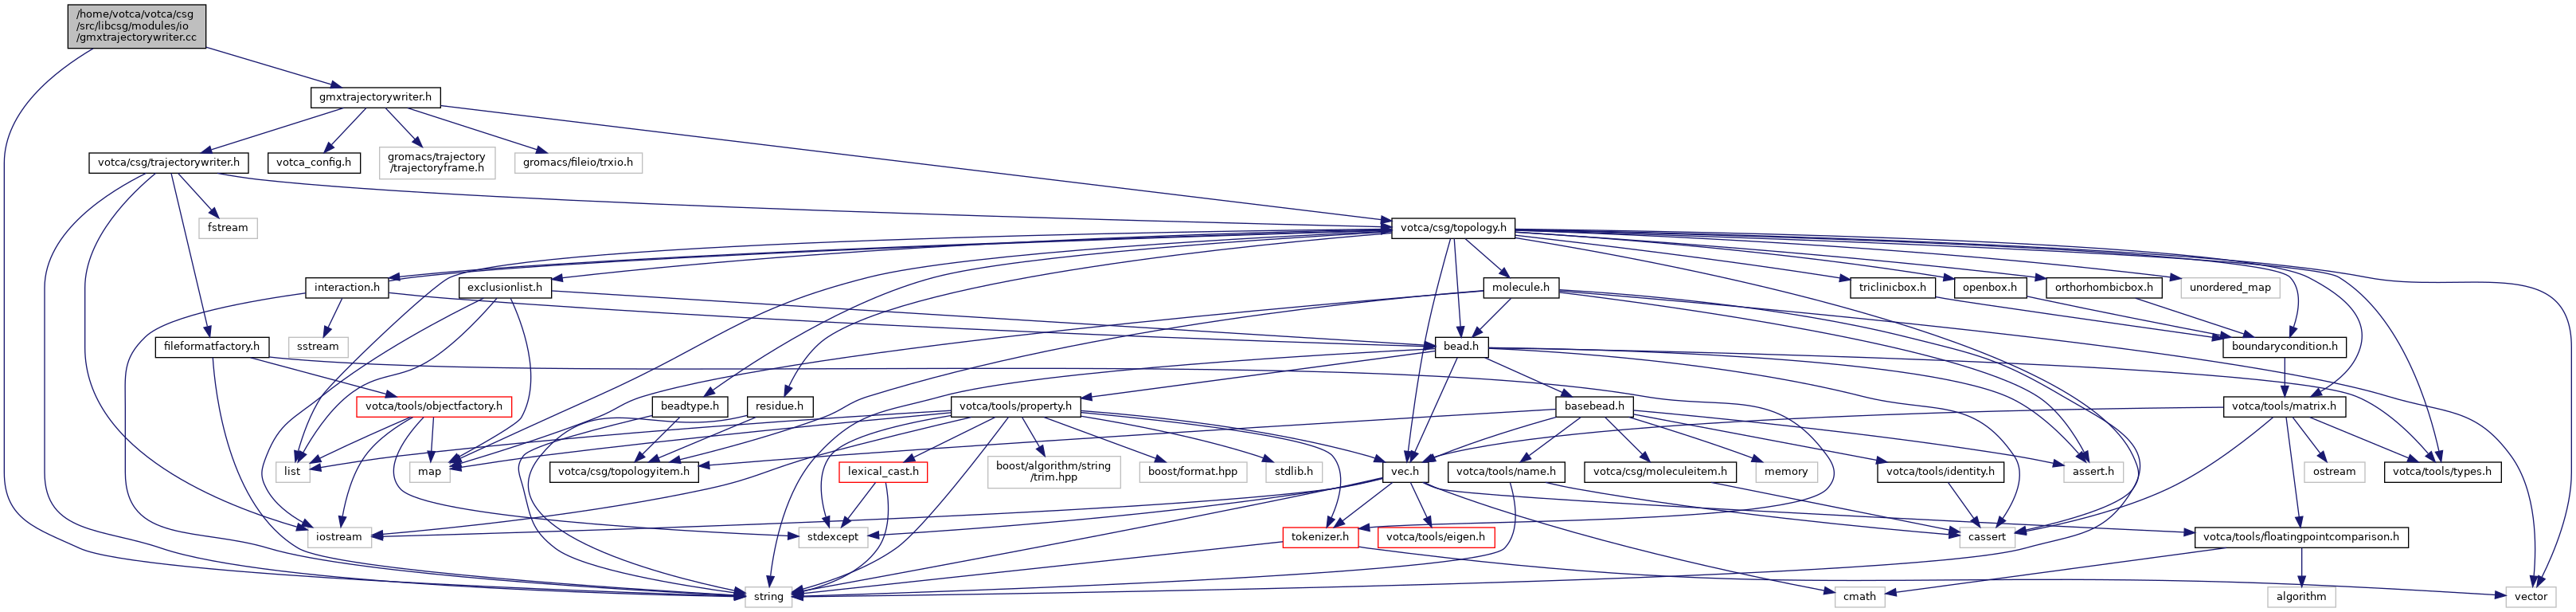 /home/votca/votca/csg
/src/libcsg/modules/io
/gmxtrajectorywriter.cc
gmxtrajectorywriter.h
votca/csg/trajectorywriter.h
votca_config.h
gromacs/trajectory
/trajectoryframe.h
gromacs/fileio/trxio.h
fstream
votca/csg/topology.h
interaction.h
exclusionlist.h
molecule.h
triclinicbox.h
openbox.h
orthorhombicbox.h
unordered_map
fileformatfactory.h
sstream
bead.h
boundarycondition.h
votca/tools/objectfactory.h
beadtype.h
residue.h
votca/tools/property.h
basebead.h
votca/tools/matrix.h
list
map
votca/csg/topologyitem.h
lexical_cast.h
boost/algorithm/string
/trim.hpp
boost/format.hpp
stdlib.h
vec.h
votca/tools/name.h
votca/csg/moleculeitem.h
memory
votca/tools/identity.h
assert.h
ostream
votca/tools/types.h
iostream
stdexcept
tokenizer.h
votca/tools/eigen.h
cassert
votca/tools/floatingpointcomparison.h
string
cmath
algorithm
vector